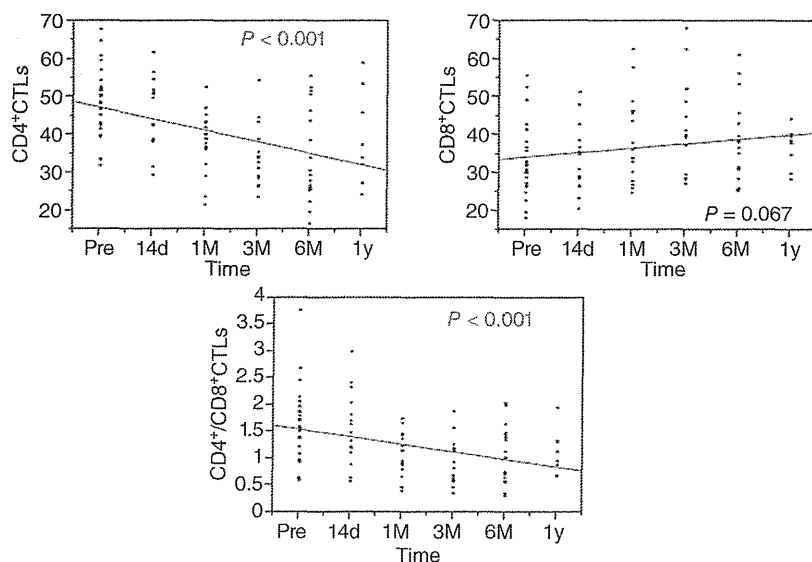 70
60
50
40
30
20
CD4⁺CTLs
P < 0.001
Pre 14d 1M 3M 6M 1y
Time
70
60
50
40
30
20
CD8⁺CTLs
P = 0.067
Pre 14d 1M 3M 6M 1y
Time
4
3.5
3
2.5
2
1.5
1
0.5
0
CD4⁺/CD8⁺CTLs
P < 0.001
Pre 14d 1M 3M 6M 1y
Time